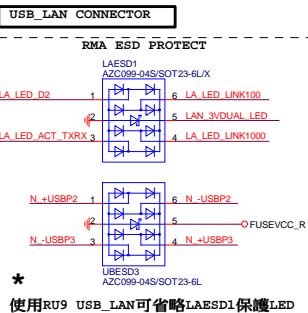 USB_LAN CONNECTOR
RMA ESD PROTECT
LAESD1
AZC099-04S/SOT23-6L/X
LA_LED_D2 1 6 LA_LED_LINK100
2 5 LAN_3VDUAL_LED
LA_LED_ACT_TXRX 3 4 LA_LED_LINK1000
N_+USBP2 1 6 N_-USBP2
2 5 FUSEVCC_R
N_-USBP3 3 4 N_+USBP3
UBESD3
AZC099-04S/SOT23-6L
*
使用RU9 USB_LAN可省略LAESD1保護LED